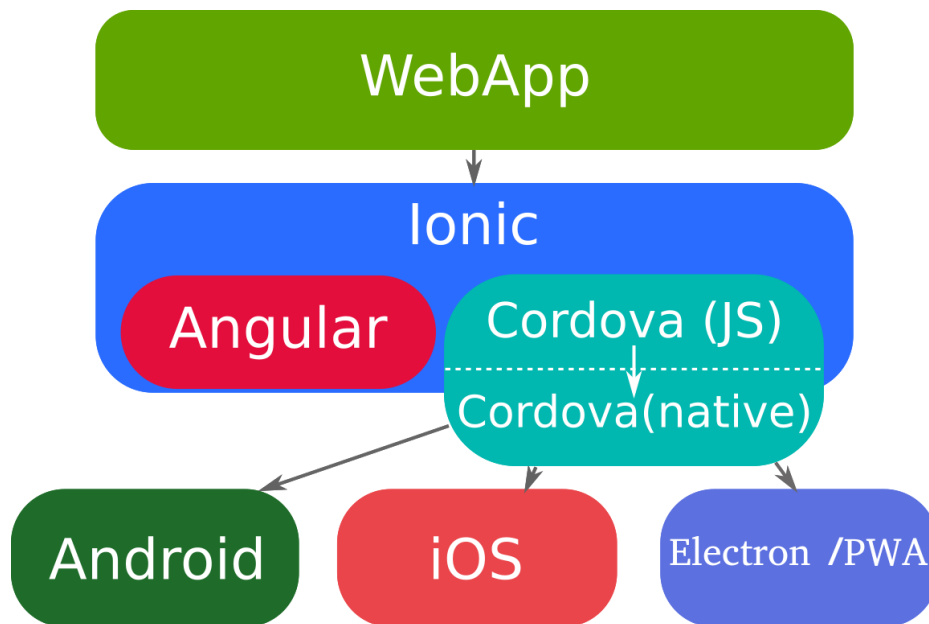 WebApp
Ionic
Angular
Cordova (JS)
Cordova(native)
Android
iOS
Electron /PWA